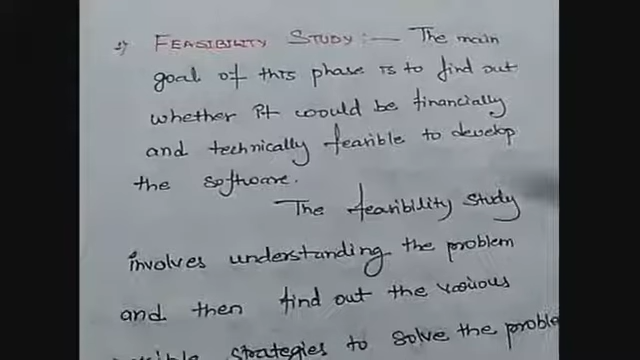 1) FEASIBILITY STUDY :— The main
goal of this phase is to find out
whether it would be financially
and technically feasible to develop
the software.
The feasibility study
involves understanding the problem
and then find out the various
strategies to solve the